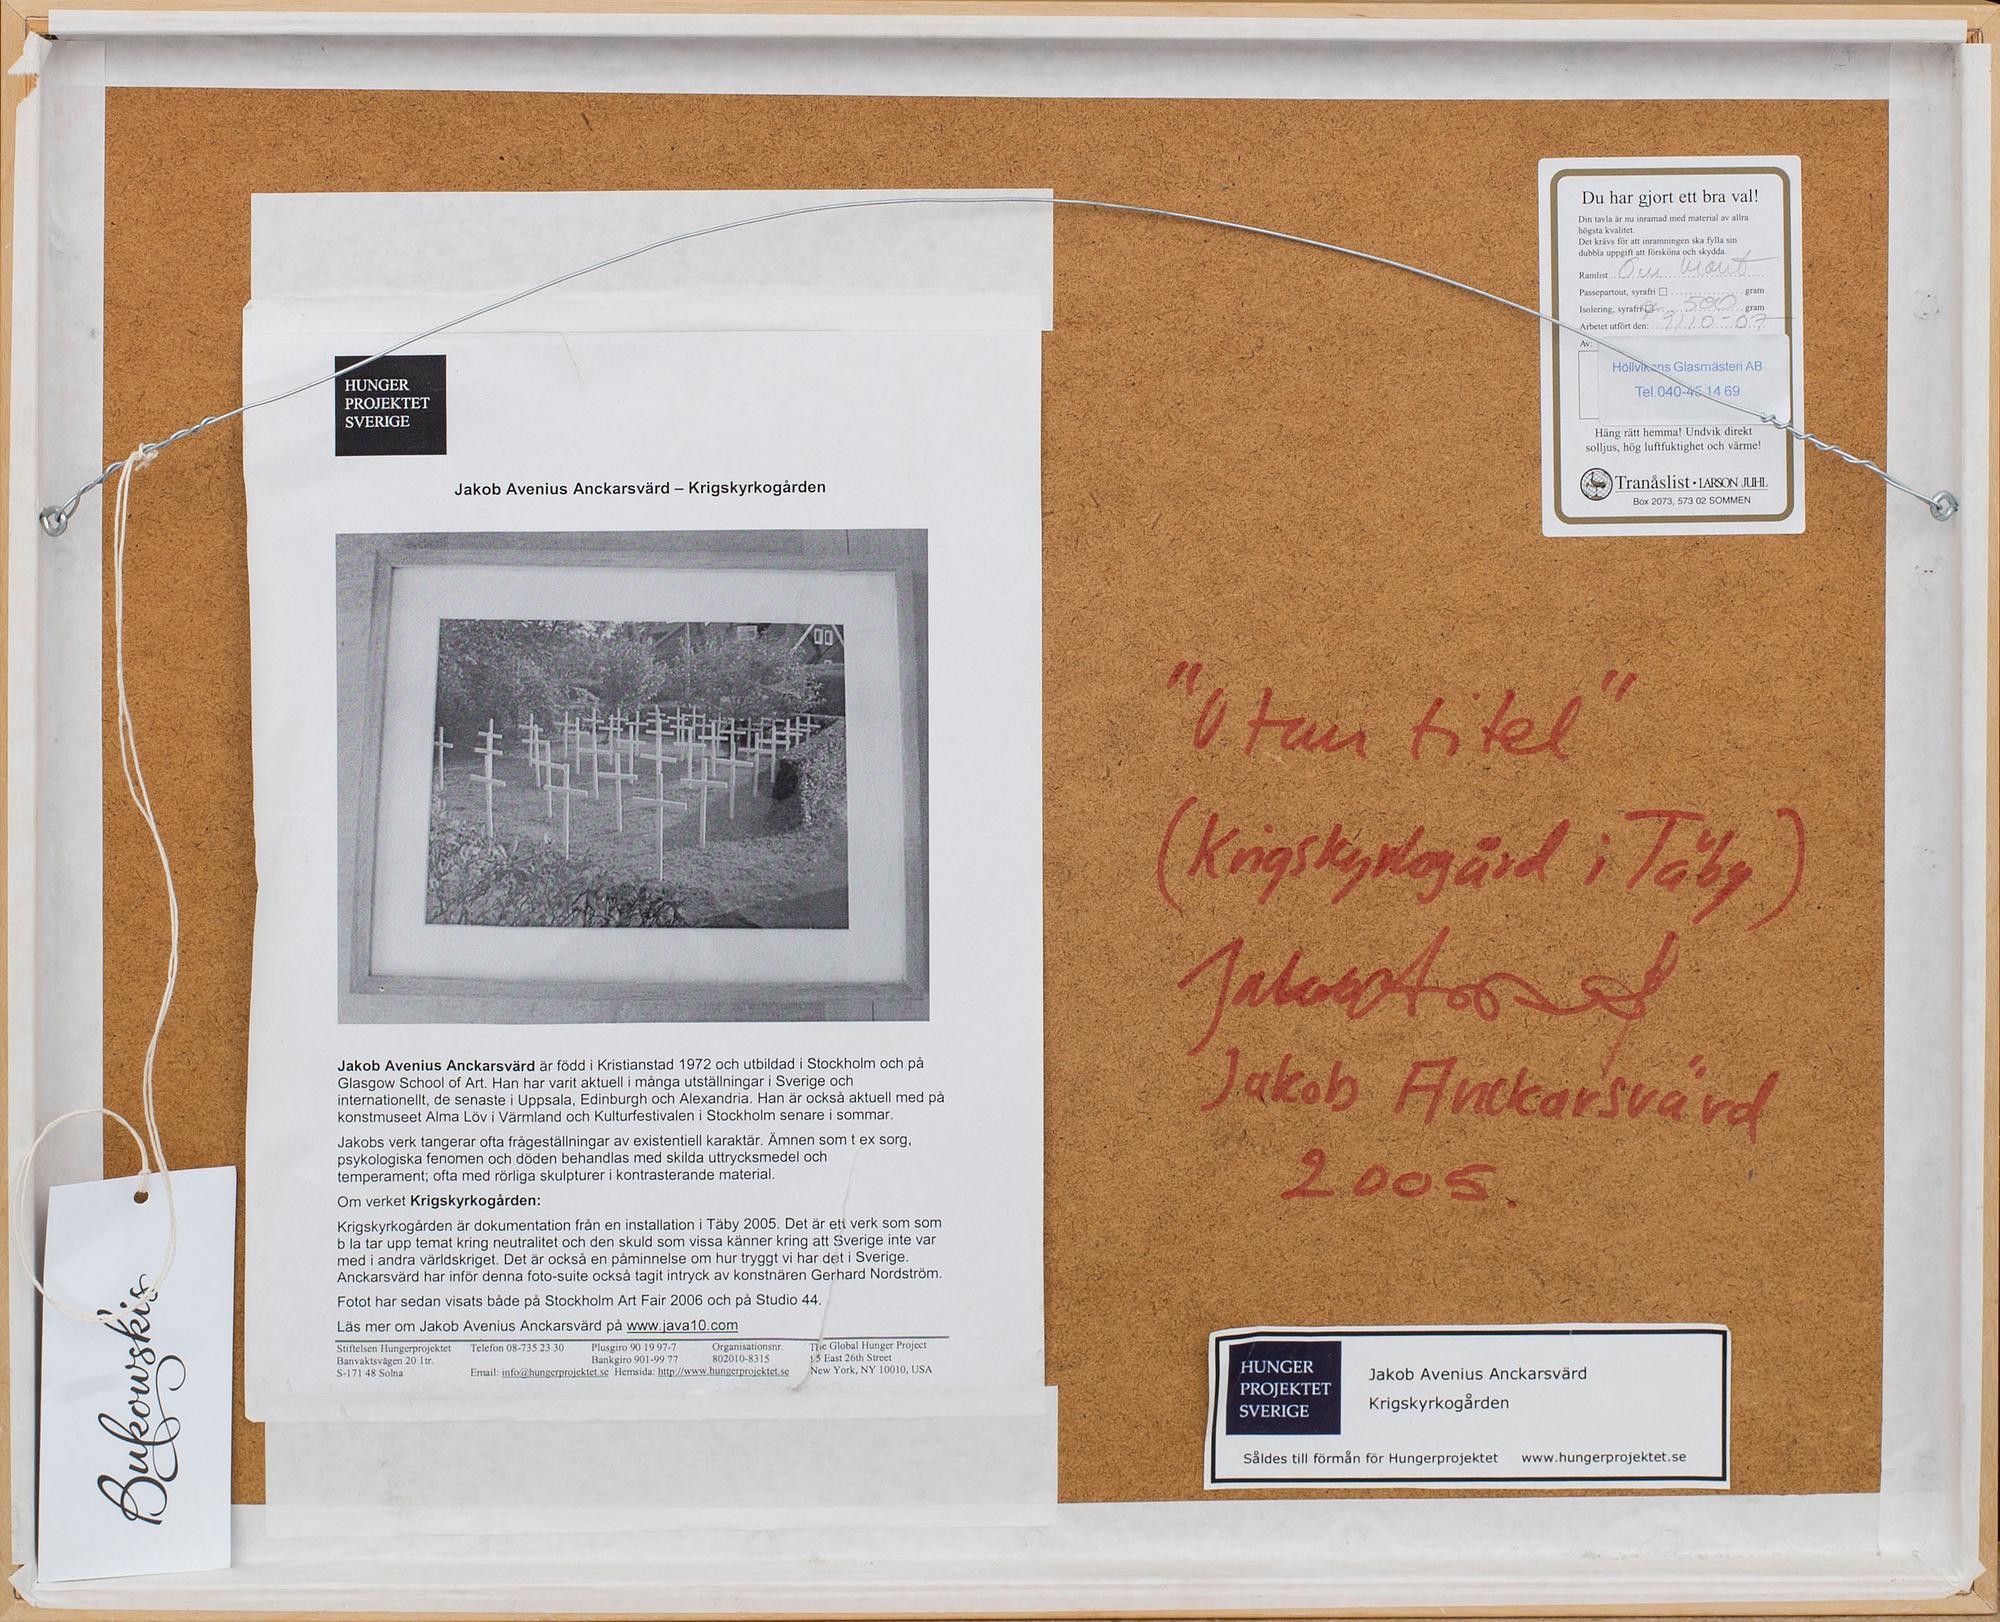 HUNGER
PROJEKTET
SVERIGE
Jakob Avenius Anckarsvärd – Krigskyrkogården
Jakob Avenius Anckarsvärd är född i Kristianstad 1972 och utbildad i Stockholm och på
Glasgow School of Art. Han har varit aktuell i många utställningar i Sverige och
internationellt, de senaste i Uppsala, Edinburgh och Alexandria. Han är också aktuell med på
konstmuseet Alma Löv i Värmland och Kulturfestivalen i Stockholm senare i sommar.
Jakobs verk tangerar ofta frågeställningar av existentiell karaktär. Ämnen som t ex sorg,
psykologiska fenomen och döden behandlas med skilda uttrycksmedel och
temperament; ofta med rörliga skulpturer i kontrasterande material.
Om verket Krigskyrkogården:
Krigskyrkogården är dokumentation från en installation i Täby 2005. Det är ett verk som som
b la tar upp temat kring neutralitet och den skuld som vissa känner kring att Sverige inte var
med i andra världskriget. Det är också en påminnelse om hur tryggt vi har det i Sverige.
Anckarsvärd har inför denna foto-suite också tagit intryck av konstnären Gerhard Nordström.
Fotot har sedan visats både på Stockholm Art Fair 2006 och på Studio 44.
Läs mer om Jakob Avenius Anckarsvärd på www.java10.com
Stiftelsen Hungerprojektet Telefon 08-735 23 30 Plusgiro 90 19 97-7 Organisationsnr. The Global Hunger Project
Banvaktsvägen 20 1tr. Bankgiro 901-99 77 802010-8315 5 East 26th Street
S-171 48 Solna Email: info@hungerprojektet.se Hemsida: http://www.hungerprojektet.se New York, NY 10010, USA
Bukowskis
Du har gjort ett bra val!
Din tavla är nu inramad med material av allra
högsta kvalitet.
Det krävs för att inramningen ska fylla sin
dubbla uppgift att försköna och skydda.
Ramlist
Passepartout, syrafri gram
Isolering, syrafri 500 gram
Arbetet utfört den: 9/10-07
Av:
Höllvikens Glasmästeri AB
Tel.040-45 14 69
Häng rätt hemma! Undvik direkt
solljus, hög luftfuktighet och värme!
Tranåslist • LARSON·JUHL
Box 2073, 573 02 SOMMEN
"Utan titel"
(Krigskyrkogård i Täby)
Jakob Anckarsvärd
2005.
HUNGER
PROJEKTET
SVERIGE
Jakob Avenius Anckarsvärd
Krigskyrkogården
Såldes till förmån för Hungerprojektet www.hungerprojektet.se